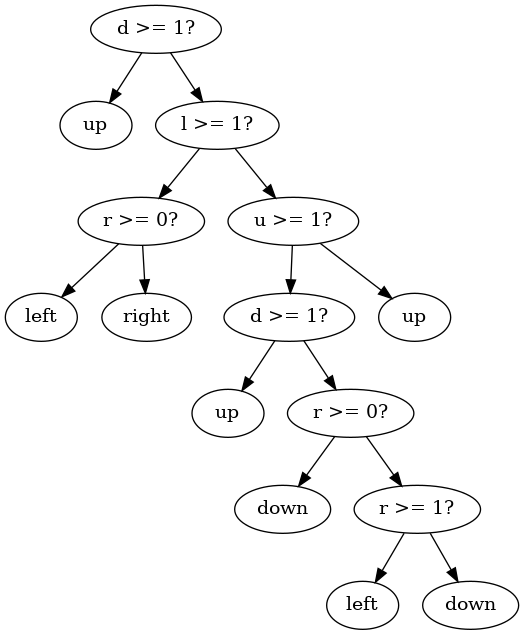 d >= 1?
up
l >= 1?
r >= 0?
u >= 1?
left
right
d >= 1?
up
up
r >= 0?
down
r >= 1?
left
down